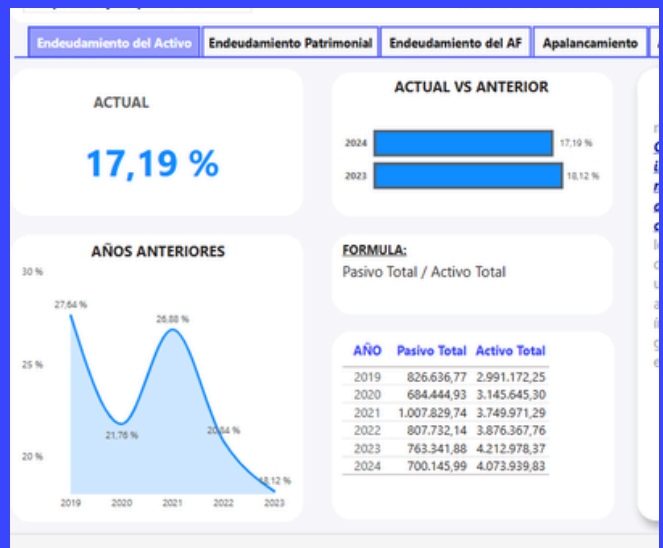 Endeudamiento del Activo Endeudamiento Patrimonial Endeudamiento del AF Apalancamiento
ACTUAL
17,19 %
ACTUAL VS ANTERIOR
2024 17,19 %
2023 18,12 %
AÑOS ANTERIORES
30 %
27,64 %
26,88 %
25 %
21,76 %
20,84 %
20 %
18,12 %
2019 2020 2021 2022 2023
FORMULA:
Pasivo Total / Activo Total
AÑO Pasivo Total Activo Total
2019 826.636,77 2.991.172,25
2020 684.444,93 3.145.645,30
2021 1.007.829,74 3.749.971,29
2022 807.732,14 3.876.367,76
2023 763.341,88 4.212.978,37
2024 700.145,99 4.073.939,83